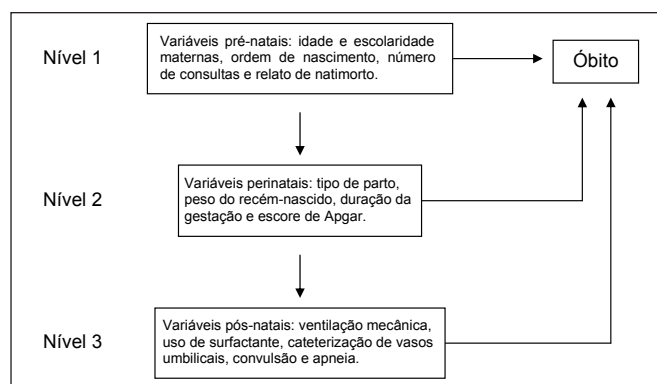 Nível 1
Variáveis pré-natais: idade e escolaridade
maternas, ordem de nascimento, número
de consultas e relato de natimorto.
Óbito
Nível 2
Variáveis perinatais: tipo de parto,
peso do recém-nascido, duração da
gestação e escore de Apgar.
Nível 3
Variáveis pós-natais: ventilação mecânica,
uso de surfactante, cateterização de vasos
umbilicais, convulsão e apneia.